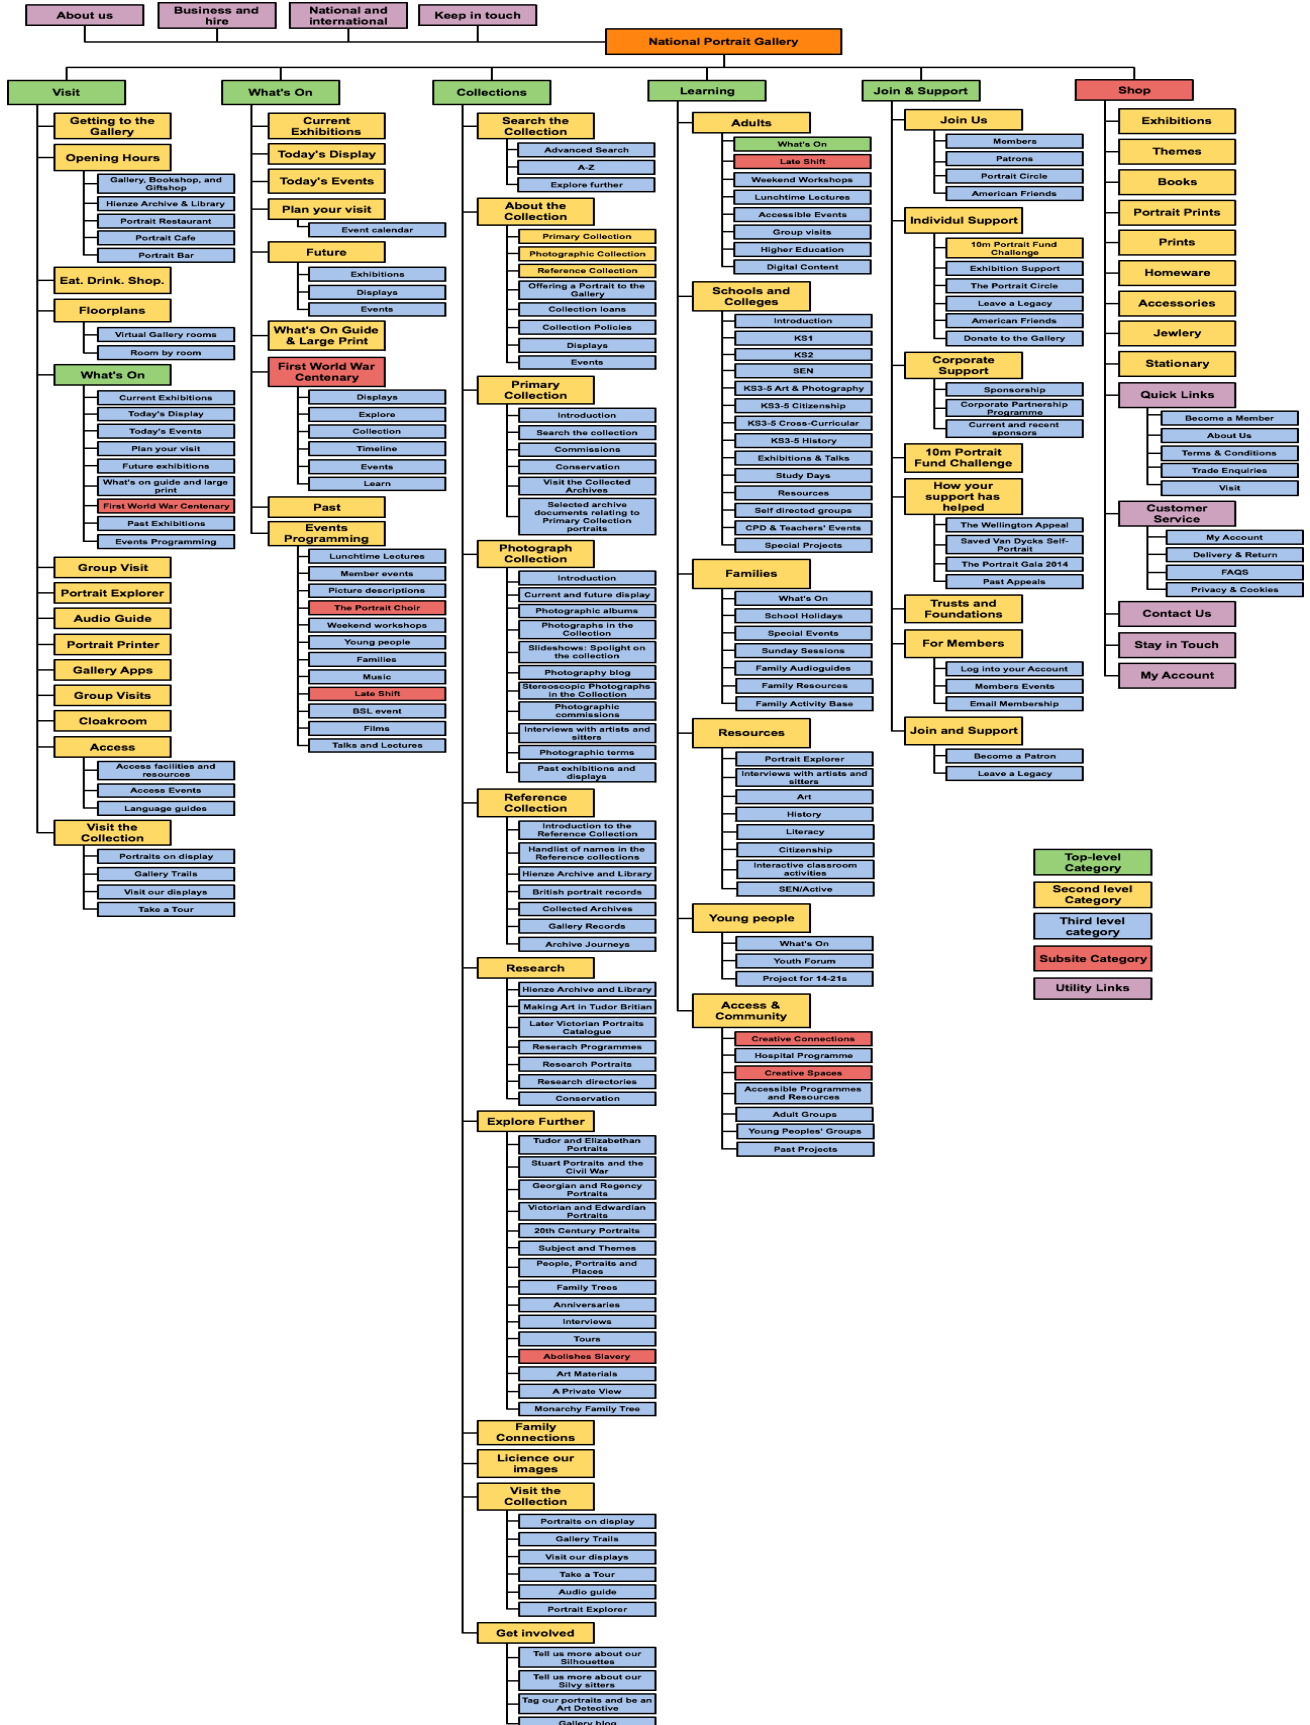 About us
Business and
hire
National and
international
Keep in touch
National Portrait Gallery
Visit
Getting to the
Gallery
Opening Hours
Gallery, Bookshop, and
Giftshop
Hienze Archive & Library
Portrait Restaurant
Portrait Cafe
Portrait Bar
Eat. Drink. Shop.
Floorplans
Virtual Gallery rooms
Room by room
What's On
Current Exhibitions
Today's Display
Today's Events
Plan your visit
Future exhibitions
What's on guide and large
print
First World War Centenary
Past Exhibitions
Events Programming
Group Visit
Portrait Explorer
Audio Guide
Portrait Printer
Gallery Apps
Group Visits
Cloakroom
Access
Access facilities and
resources
Access Events
Language guides
Visit the
Collection
Portraits on display
Gallery Trails
Visit our displays
Take a Tour
What's On
Current
Exhibitions
Today's Display
Today's Events
Plan your visit
Event calendar
Future
Exhibitions
Displays
Events
What's On Guide
& Large Print
First World War
Centenary
Displays
Explore
Collection
Timeline
Events
Learn
Past
Events
Programming
Lunchtime Lectures
Member events
Picture descriptions
The Portrait Choir
Weekend workshops
Young people
Families
Music
Late Shift
BSL event
Films
Talks and Lectures
Collections
Search the
Collection
Advanced Search
A-Z
Explore further
About the
Collection
Primary Collection
Photographic Collection
Reference Collection
Offering a Portrait to the
Gallery
Collection loans
Collection Policies
Displays
Events
Primary
Collection
Introduction
Search the collection
Commissions
Conservation
Visit the Collected
Archives
Selected archive
documents relating to
Primary Collection
portraits
Photograph
Collection
Introduction
Current and future display
Photographic albums
Photographs in the
Collection
Slideshows: Spolight on
the collection
Photography blog
Stereoscopic Photographs
in the Collection
Photographic
commissions
Interviews with artists and
sitters
Photographic terms
Past exhibitions and
displays
Reference
Collection
Introduction to the
Reference Collection
Handlist of names in the
Reference collections
Hienze Archive and Library
British portrait records
Collected Archives
Gallery Records
Archive Journeys
Research
Hienze Archive and Library
Making Art in Tudor Britian
Later Victorian Portraits
Catalogue
Reserach Programmes
Research Portraits
Research directories
Conservation
Explore Further
Tudor and Elizabethan
Portraits
Stuart Portraits and the
Civil War
Georgian and Regency
Portraits
Victorian and Edwardian
Portraits
20th Century Portraits
Subject and Themes
People, Portraits and
Places
Family Trees
Anniversaries
Interviews
Tours
Abolishes Slavery
Art Materials
A Private View
Monarchy Family Tree
Family
Connections
Licience our
images
Visit the
Collection
Portraits on display
Gallery Trails
Visit our displays
Take a Tour
Audio guide
Portrait Explorer
Get involved
Tell us more about our
Silhouettes
Tell us more about our
Silvy sitters
Tag our portraits and be an
Art Detective
Gallery blog
Learning
Adults
What's On
Late Shift
Weekend Workshops
Lunchtime Lectures
Accessible Events
Group visits
Higher Education
Digital Content
Schools and
Colleges
Introduction
KS1
KS2
SEN
KS3-5 Art & Photography
KS3-5 Citizenship
KS3-5 Cross-Curricular
KS3-5 History
Exhibitions & Talks
Study Days
Resources
Self directed groups
CPD & Teachers' Events
Special Projects
Families
What's On
School Holidays
Special Events
Sunday Sessions
Family Audioguides
Family Resources
Family Activity Base
Resources
Portrait Explorer
Interviews with artists and
sitters
Art
History
Literacy
Citizenship
Interactive classroom
activities
SEN/Active
Young people
What's On
Youth Forum
Project for 14-21s
Access &
Community
Creative Connections
Hospital Programme
Creative Spaces
Accessible Programmes
and Resources
Adult Groups
Young Peoples' Groups
Past Projects
Join & Support
Join Us
Members
Patrons
Portrait Circle
American Friends
Individul Support
10m Portrait Fund
Challenge
Exhibition Support
The Portrait Circle
Leave a Legacy
American Friends
Donate to the Gallery
Corporate
Support
Sponsorship
Corporate Partnership
Programme
Current and recent
sponsors
10m Portrait
Fund Challenge
How your
support has
helped
The Wellington Appeal
Saved Van Dycks Self-
Portrait
The Portrait Gala 2014
Past Appeals
Trusts and
Foundations
For Members
Log into your Account
Members Events
Email Membership
Join and Support
Become a Patron
Leave a Legacy
Shop
Exhibitions
Themes
Books
Portrait Prints
Prints
Homeware
Accessories
Jewlery
Stationary
Quick Links
Become a Member
About Us
Terms & Conditions
Trade Enquiries
Visit
Customer
Service
My Account
Delivery & Return
FAQS
Privacy & Cookies
Contact Us
Stay in Touch
My Account
Top-level
Category
Second level
Category
Third level
category
Subsite Category
Utility Links